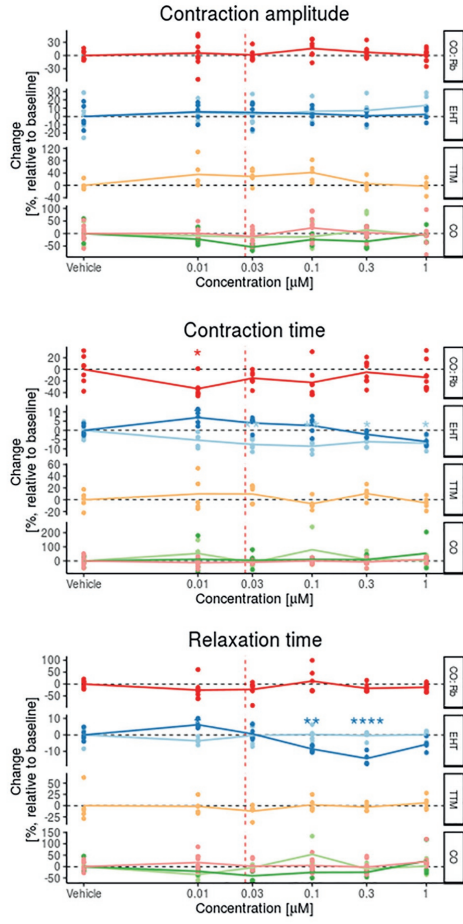 Contraction amplitude
Change
[%, relative to baseline]
30
0
-30
CO: Rb
30
20
10
0
-10
-20
EHT
120
80
40
0
-40
TTM
100
50
0
-50
CO
Vehicle 0.01 0.03 0.1 0.3 1
Concentration [µM]
Contraction time
Change
[%, relative to baseline]
20
0
-20
-40
*
CO: Rb
10
5
0
-5
-10
* * *
EHT
60
40
20
0
-20
TTM
200
100
0
CO
Vehicle 0.01 0.03 0.1 0.3 1
Concentration [µM]
Relaxation time
Change
[%, relative to baseline]
100
50
0
-50
CO: Rb
10
0
-10
** ****
EHT
50
25
0
-25
TTM
150
100
50
0
-50
CO
Vehicle 0.01 0.03 0.1 0.3 1
Concentration [µM]